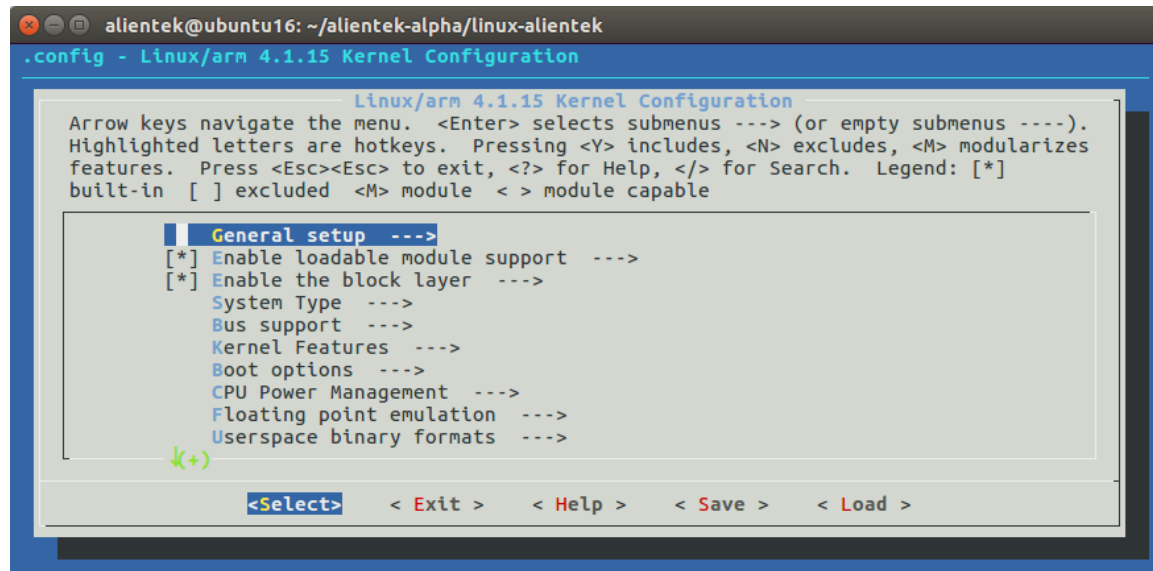 alientek@ubuntu16: ~/alientek-alpha/linux-alientek
.config - Linux/arm 4.1.15 Kernel Configuration
Linux/arm 4.1.15 Kernel Configuration
Arrow keys navigate the menu.  <Enter> selects submenus ---> (or empty submenus ----).
Highlighted letters are hotkeys.  Pressing <Y> includes, <N> excludes, <M> modularizes
features.  Press <Esc><Esc> to exit, <?> for Help, </> for Search.  Legend: [*]
built-in  [ ] excluded  <M> module  < > module capable
General setup  --->
[*] Enable loadable module support  --->
[*] Enable the block layer  --->
System Type  --->
Bus support  --->
Kernel Features  --->
Boot options  --->
CPU Power Management  --->
Floating point emulation  --->
Userspace binary formats  --->
↓(+)
<Select>    < Exit >    < Help >    < Save >    < Load >